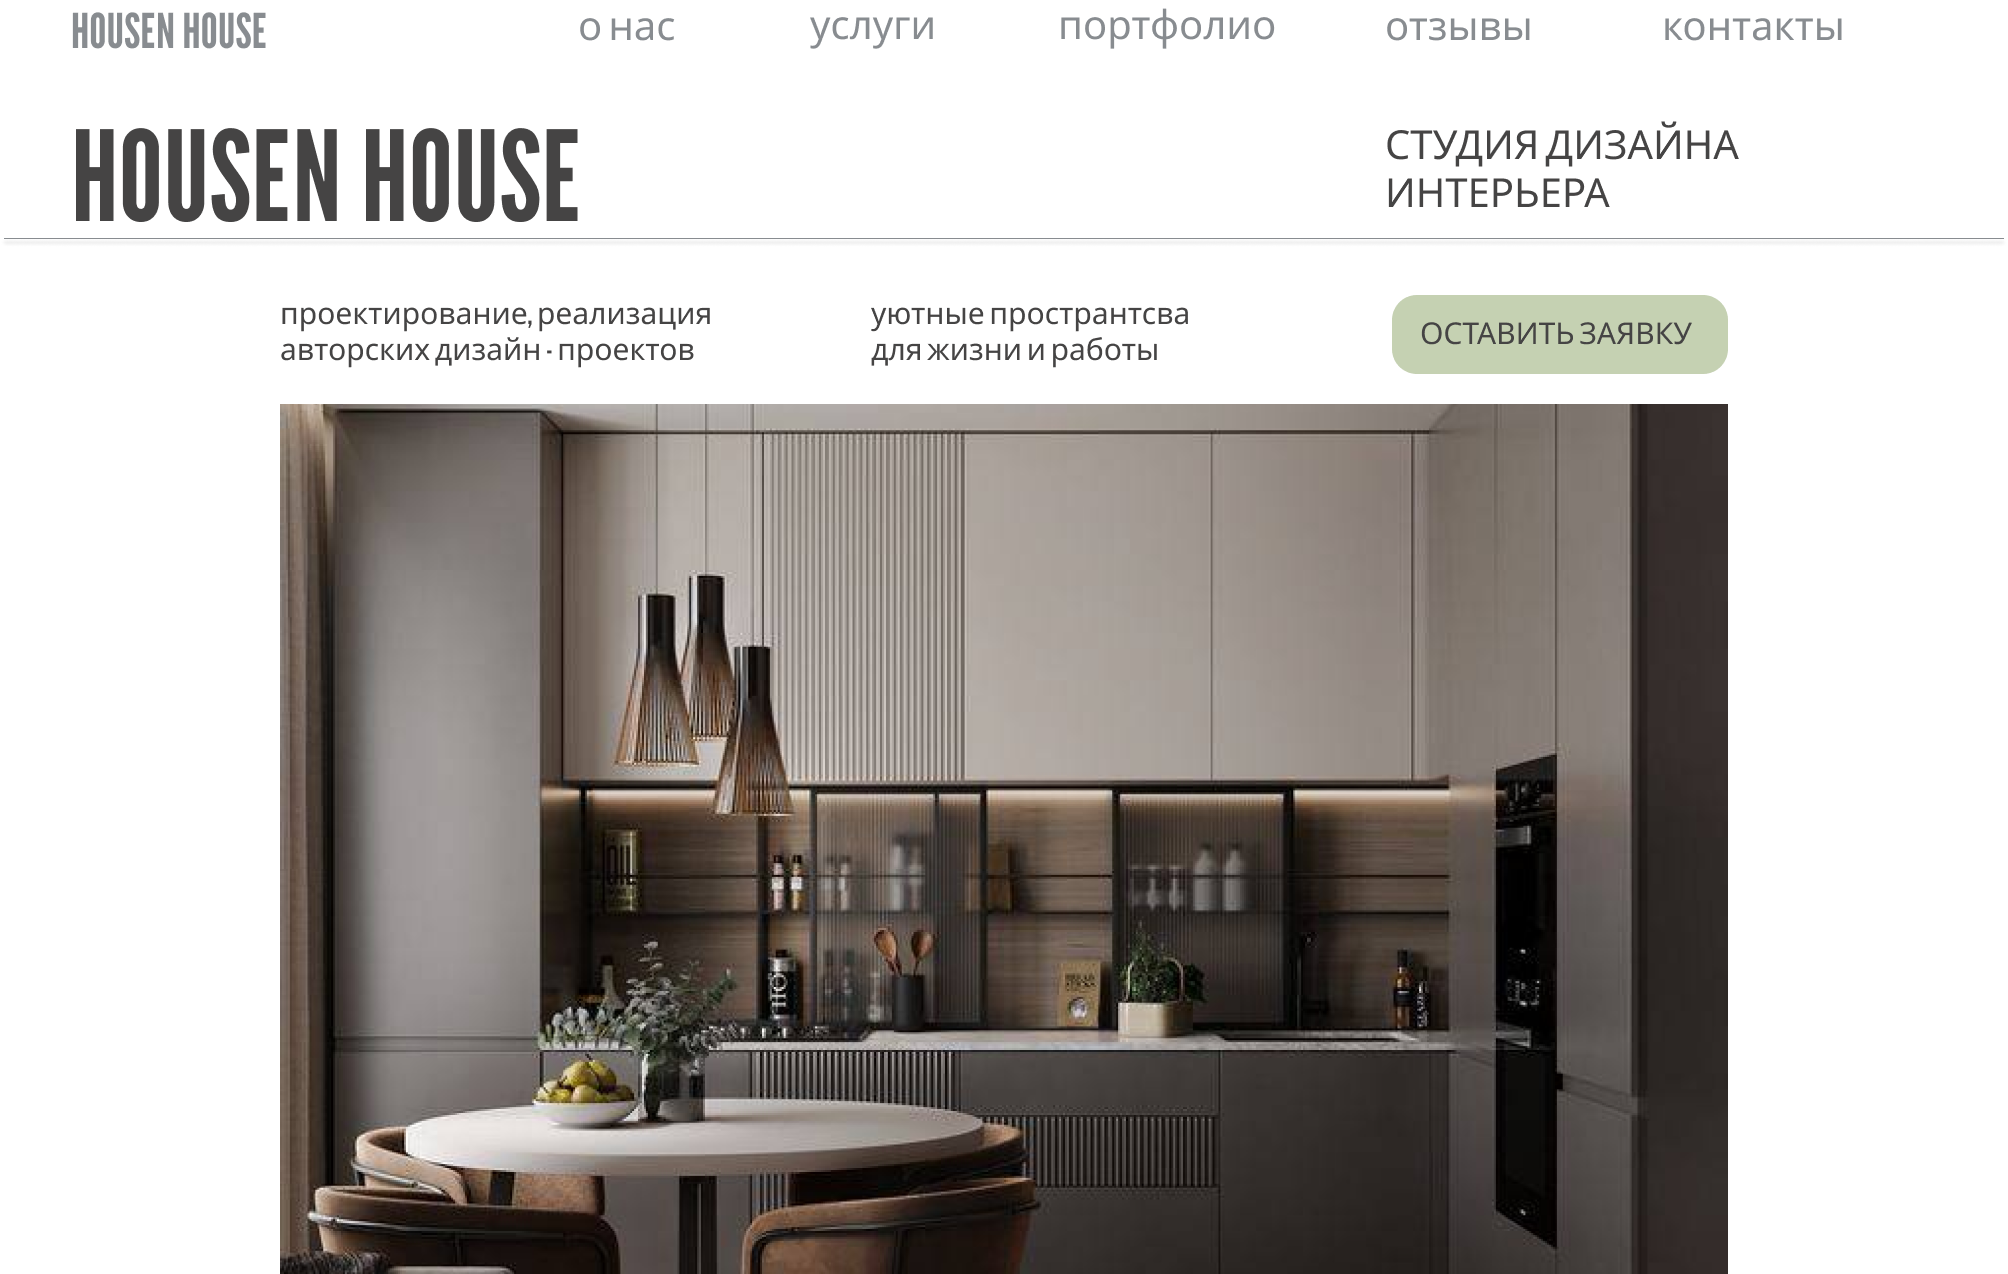 HOUSEN HOUSE о нас услуги портфолио отзывы контакты
HOUSEN HOUSE
СТУДИЯ ДИЗАЙНА
ИНТЕРЬЕРА
проектирование, реализация
авторских дизайн - проектов
уютные пространтсва
для жизни и работы
ОСТАВИТЬ ЗАЯВКУ
OIL